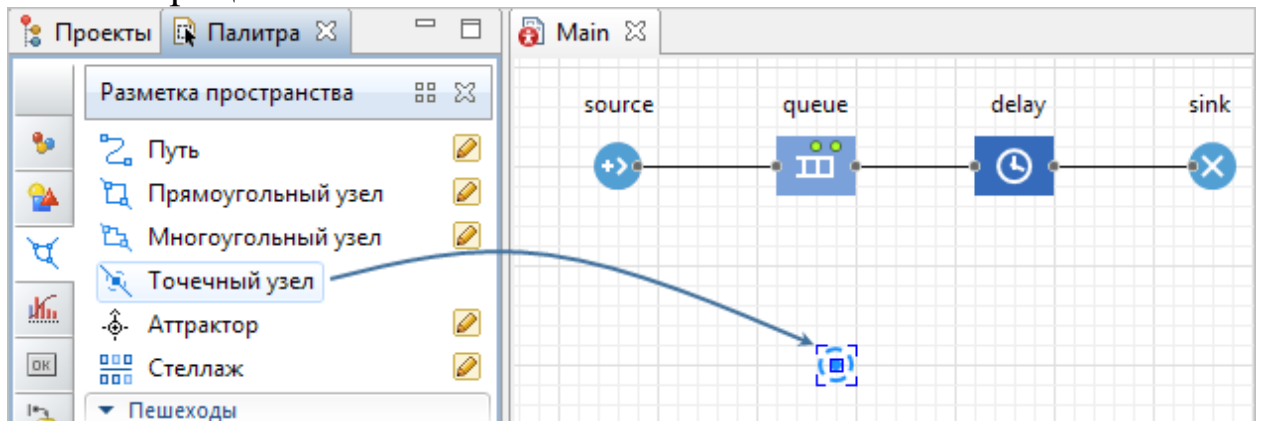 Проекты Палитра
Main
Разметка пространства
Путь
Прямоугольный узел
Многоугольный узел
Точечный узел
Аттрактор
Стеллаж
Пешеходы
OK
source queue delay sink